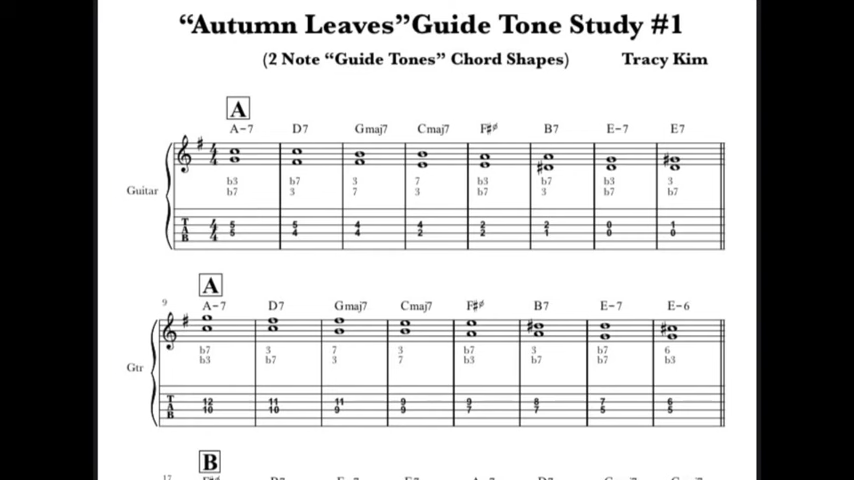 “Autumn Leaves”Guide Tone Study #1
(2 Note “Guide Tones” Chord Shapes) Tracy Kim
A
A-7 D7 Gmaj7 Cmaj7 F#ø B7 E-7 E7
Guitar
b3 b7 3 7 b3 b7 b3 3
b7 3 7 3 b7 3 b7 b7
T A B
5 5 4 4 2 2 0 1
5 4 4 2 2 1 0 0
A
9
A-7 D7 Gmaj7 Cmaj7 F#ø B7 E-7 E-6
Gtr
b7 3 7 3 b7 3 b7 6
b3 b7 3 7 b3 b7 b3 b3
T A B
12 11 11 9 9 8 7 6
10 10 9 9 7 7 5 5
B
17